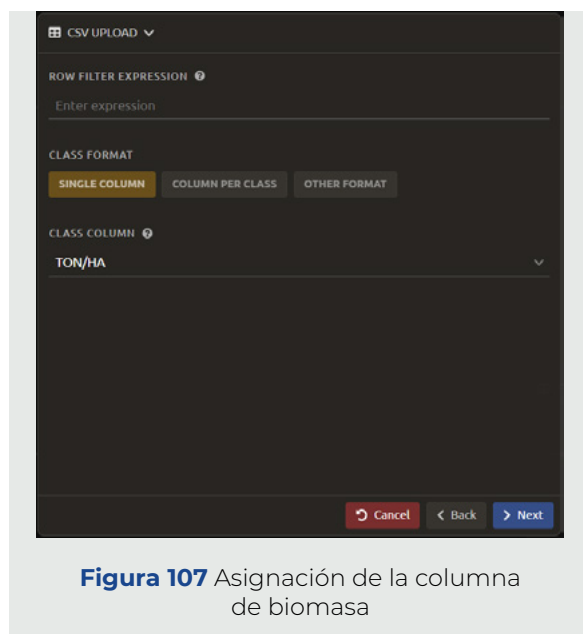 CSV UPLOAD
ROW FILTER EXPRESSION ?
Enter expression
CLASS FORMAT
SINGLE COLUMN COLUMN PER CLASS OTHER FORMAT
CLASS COLUMN ?
TON/HA
Cancel < Back > Next
Figura 107 Asignación de la columna
de biomasa